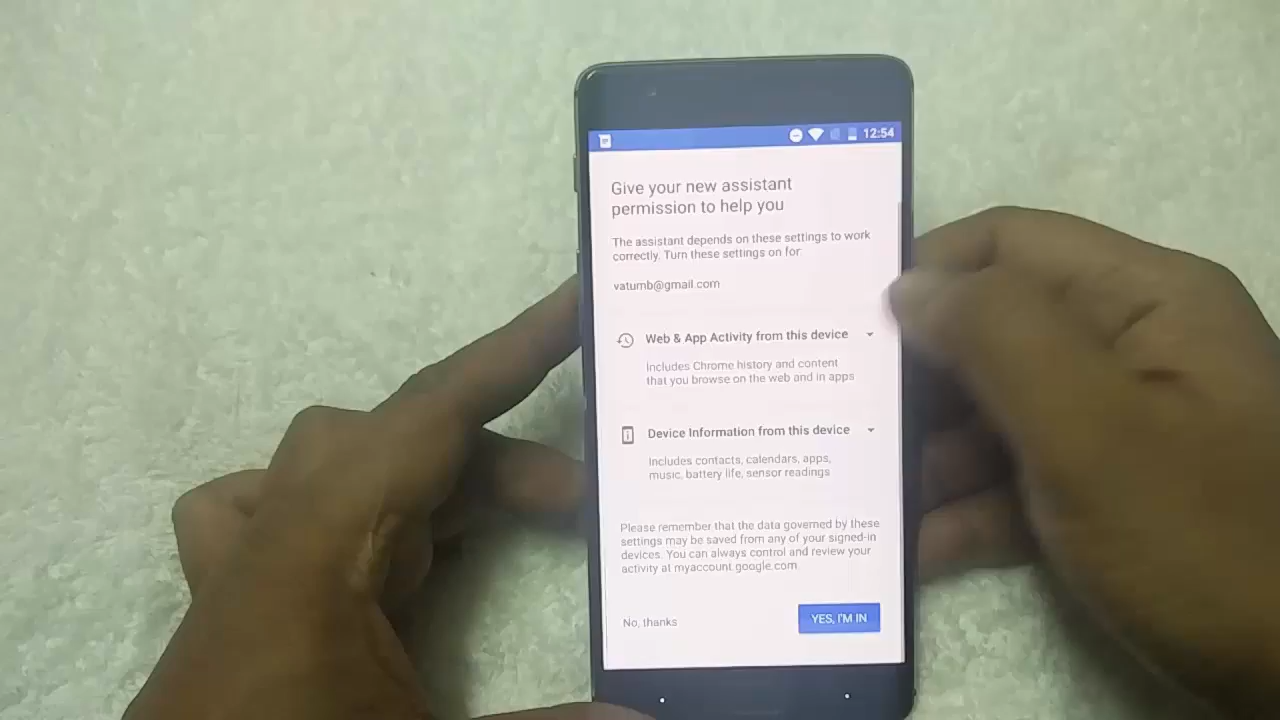 12:54
Give your new assistant
permission to help you
The assistant depends on these settings to work
correctly. Turn these settings on for:
vatumb@gmail.com
Web & App Activity from this device
Includes Chrome history and content
that you browse on the web and in apps
Device Information from this device
Includes contacts, calendars, apps,
music, battery life, sensor readings
Please remember that the data governed by these
settings may be saved from any of your signed-in
devices. You can always control and review your
activity at myaccount.google.com
No, thanks
YES, I'M IN